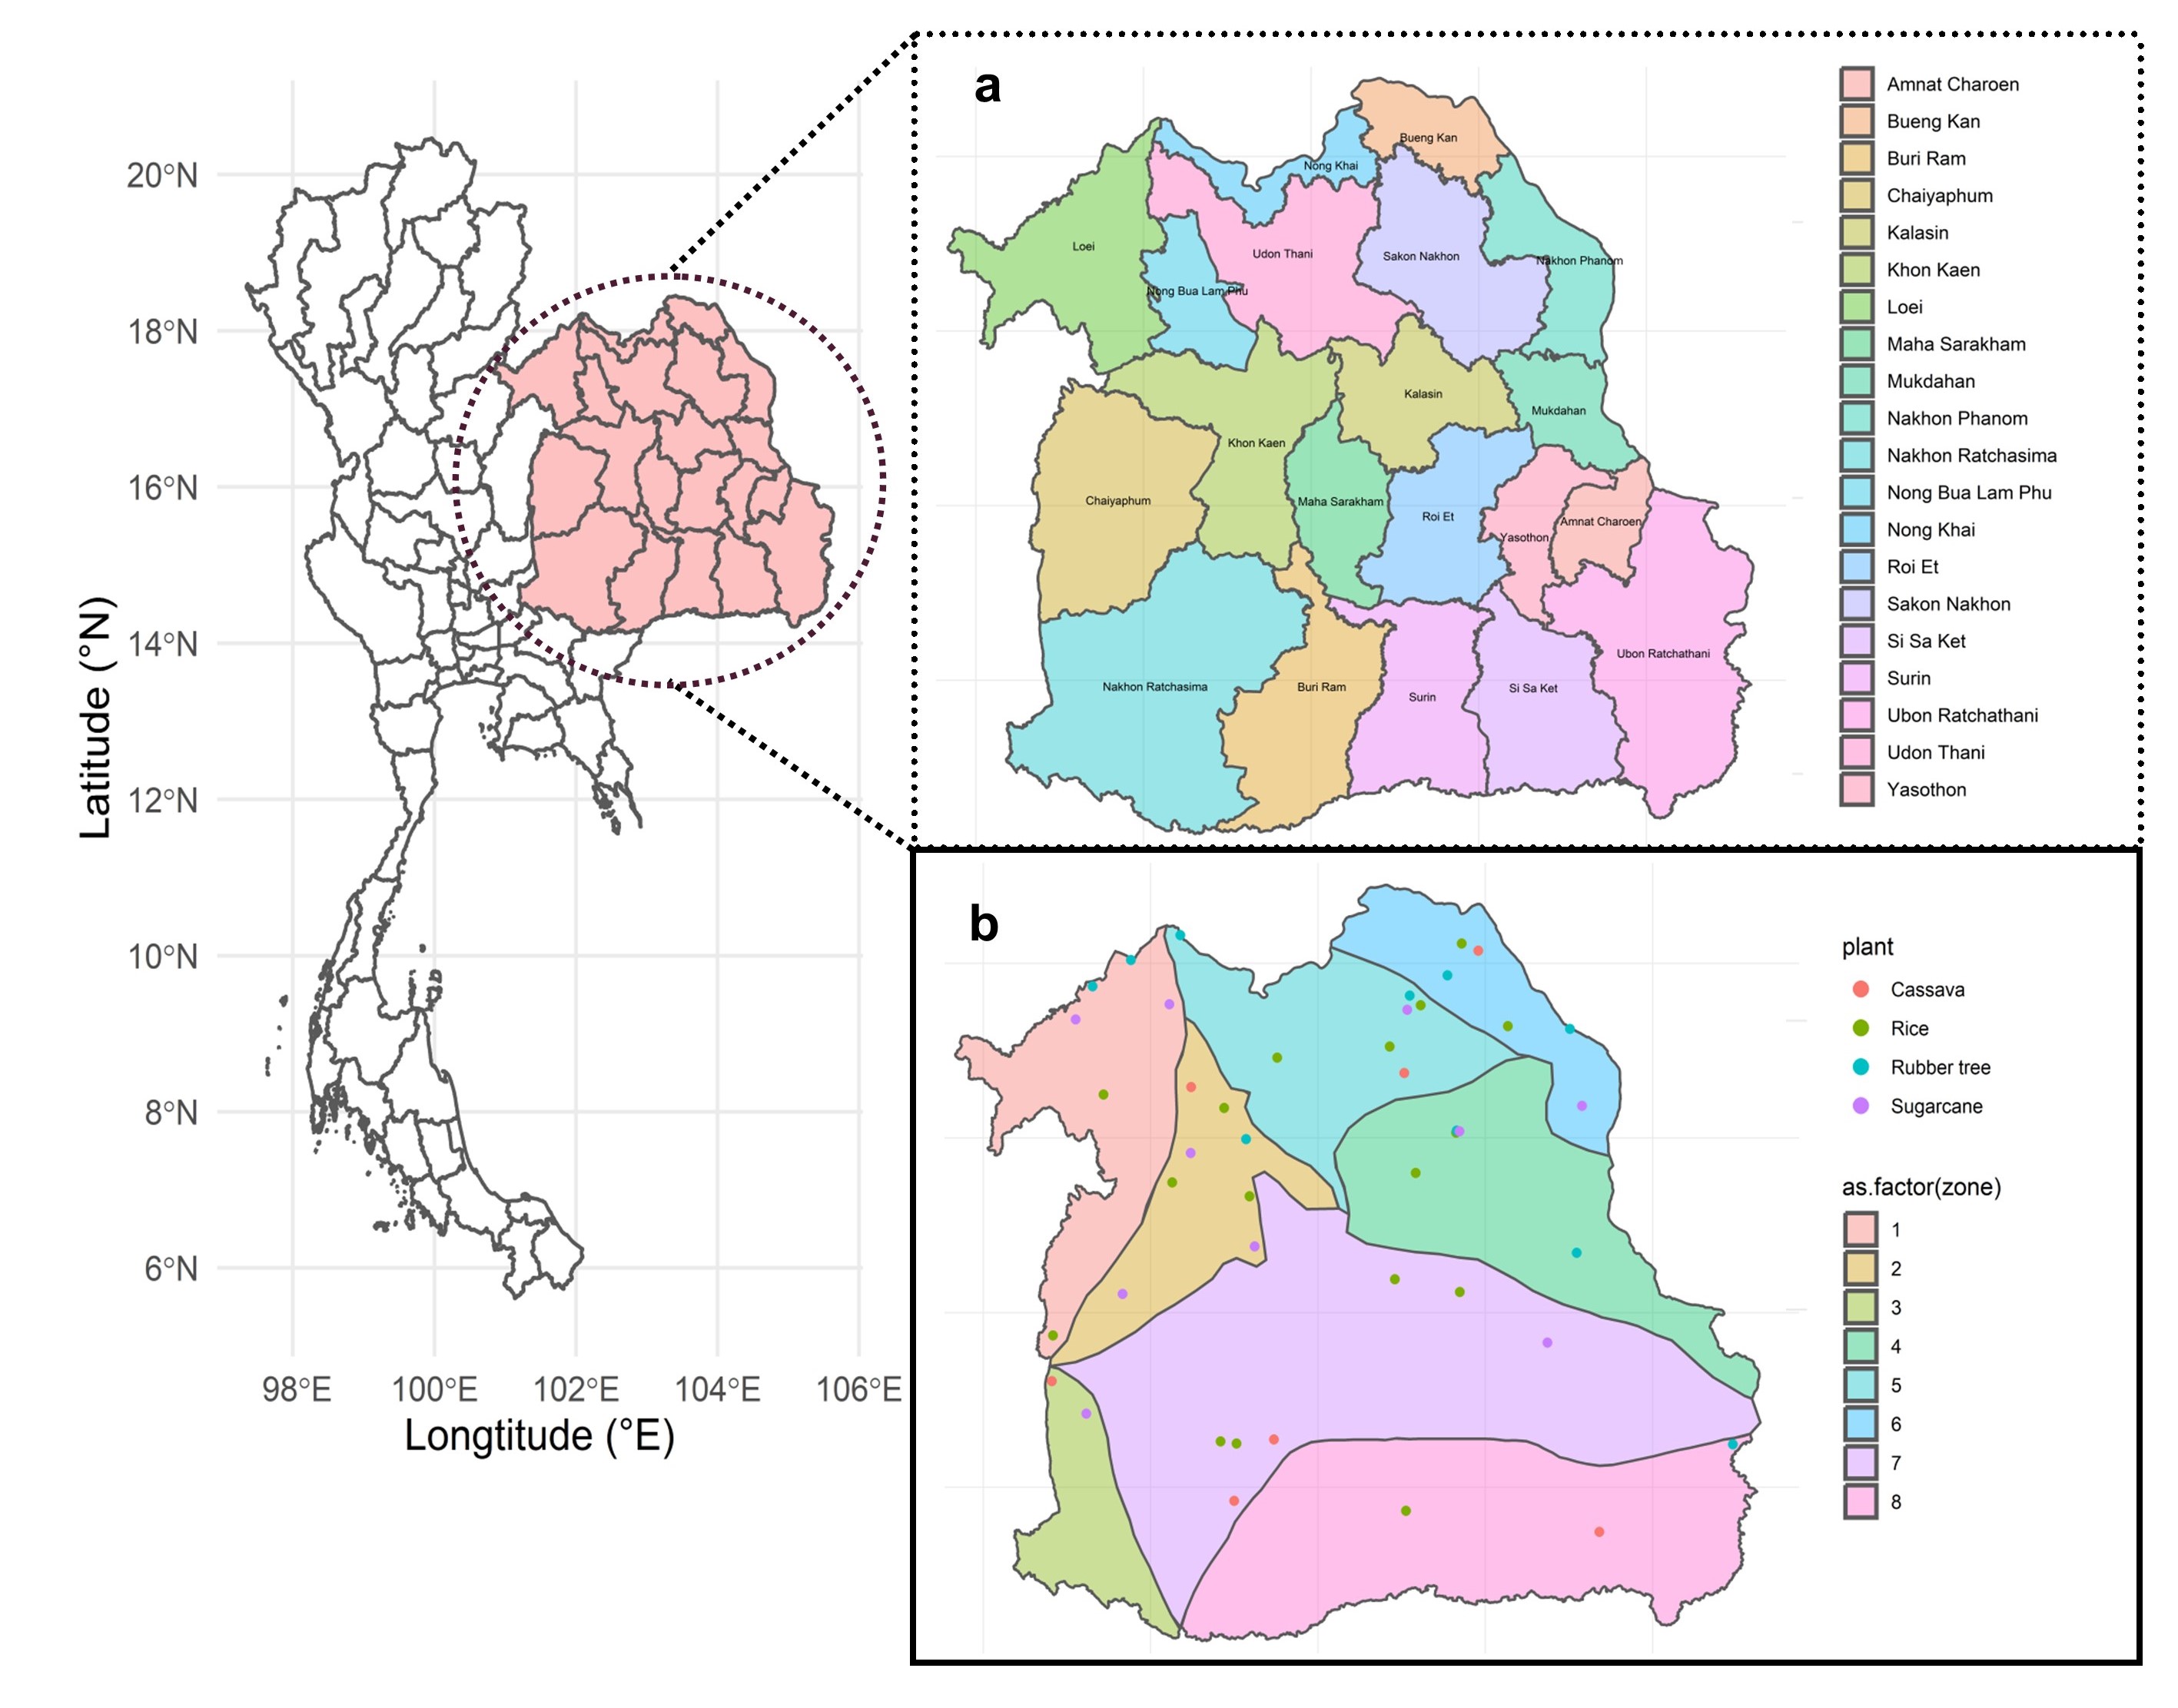 20°N
18°N
16°N
14°N
12°N
10°N
8°N
6°N
98°E 100°E 102°E 104°E 106°E
Latitude (°N)
Longtitude (°E)
a
Bueng Kan
Nong Khai
Loei
Udon Thani
Sakon Nakhon
Nakhon Phanom
Nong Bua Lam Phu
Kalasin
Mukdahan
Khon Kaen
Chaiyaphum
Maha Sarakham
Roi Et
Amnat Charoen
Yasothon
Ubon Ratchathani
Nakhon Ratchasima
Buri Ram
Surin
Si Sa Ket
Amnat Charoen
Bueng Kan
Buri Ram
Chaiyaphum
Kalasin
Khon Kaen
Loei
Maha Sarakham
Mukdahan
Nakhon Phanom
Nakhon Ratchasima
Nong Bua Lam Phu
Nong Khai
Roi Et
Sakon Nakhon
Si Sa Ket
Surin
Ubon Ratchathani
Udon Thani
Yasothon
b
plant
Cassava
Rice
Rubber tree
Sugarcane
as.factor(zone)
1
2
3
4
5
6
7
8